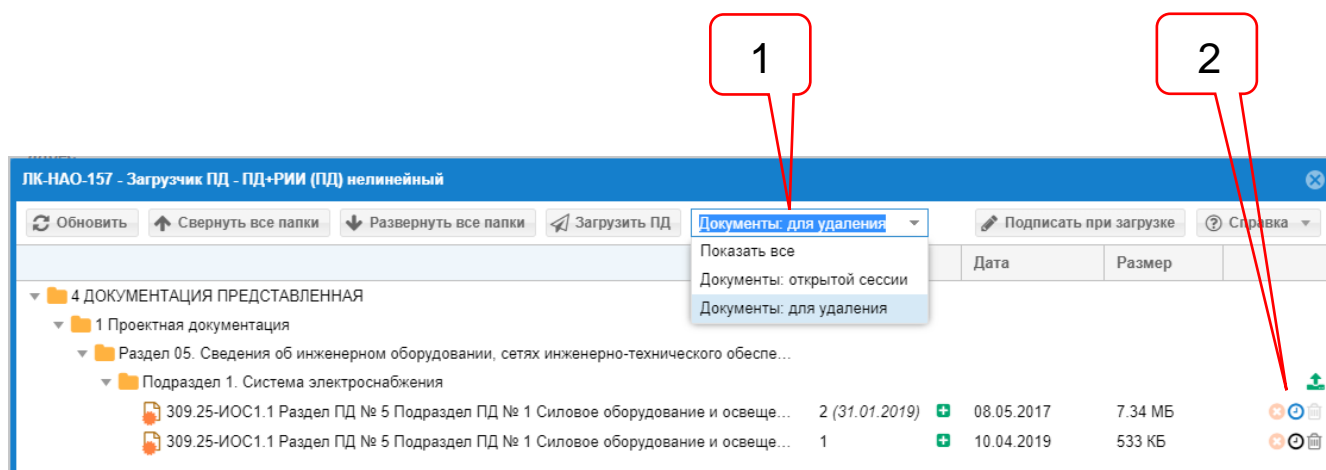 1
2
ЛК-НАО-157 - Загрузчик ПД - ПД+РИИ (ПД) нелинейный
Обновить Свернуть все папки Развернуть все папки Загрузить ПД Документы: для удаления Подписать при загрузке Справка
Показать все
Документы: открытой сессии
Документы: для удаления
Дата Размер
4 ДОКУМЕНТАЦИЯ ПРЕДСТАВЛЕННАЯ
1 Проектная документация
Раздел 05. Сведения об инженерном оборудовании, сетях инженерно-технического обеспе...
Подраздел 1. Система электроснабжения
309.25-ИОС1.1 Раздел ПД № 5 Подраздел ПД № 1 Силовое оборудование и освеще... 2 (31.01.2019) 08.05.2017 7.34 МБ
309.25-ИОС1.1 Раздел ПД № 5 Подраздел ПД № 1 Силовое оборудование и освеще... 1 10.04.2019 533 КБ